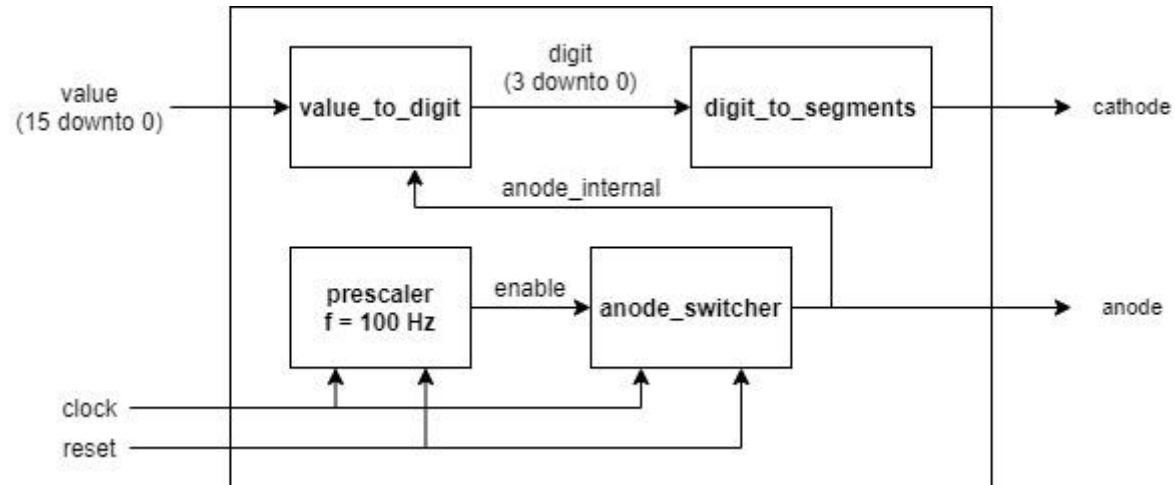 value
(15 downto 0)
value_to_digit
digit
(3 downto 0)
digit_to_segments
cathode
anode_internal
prescaler
f = 100 Hz
enable
anode_switcher
anode
clock
reset